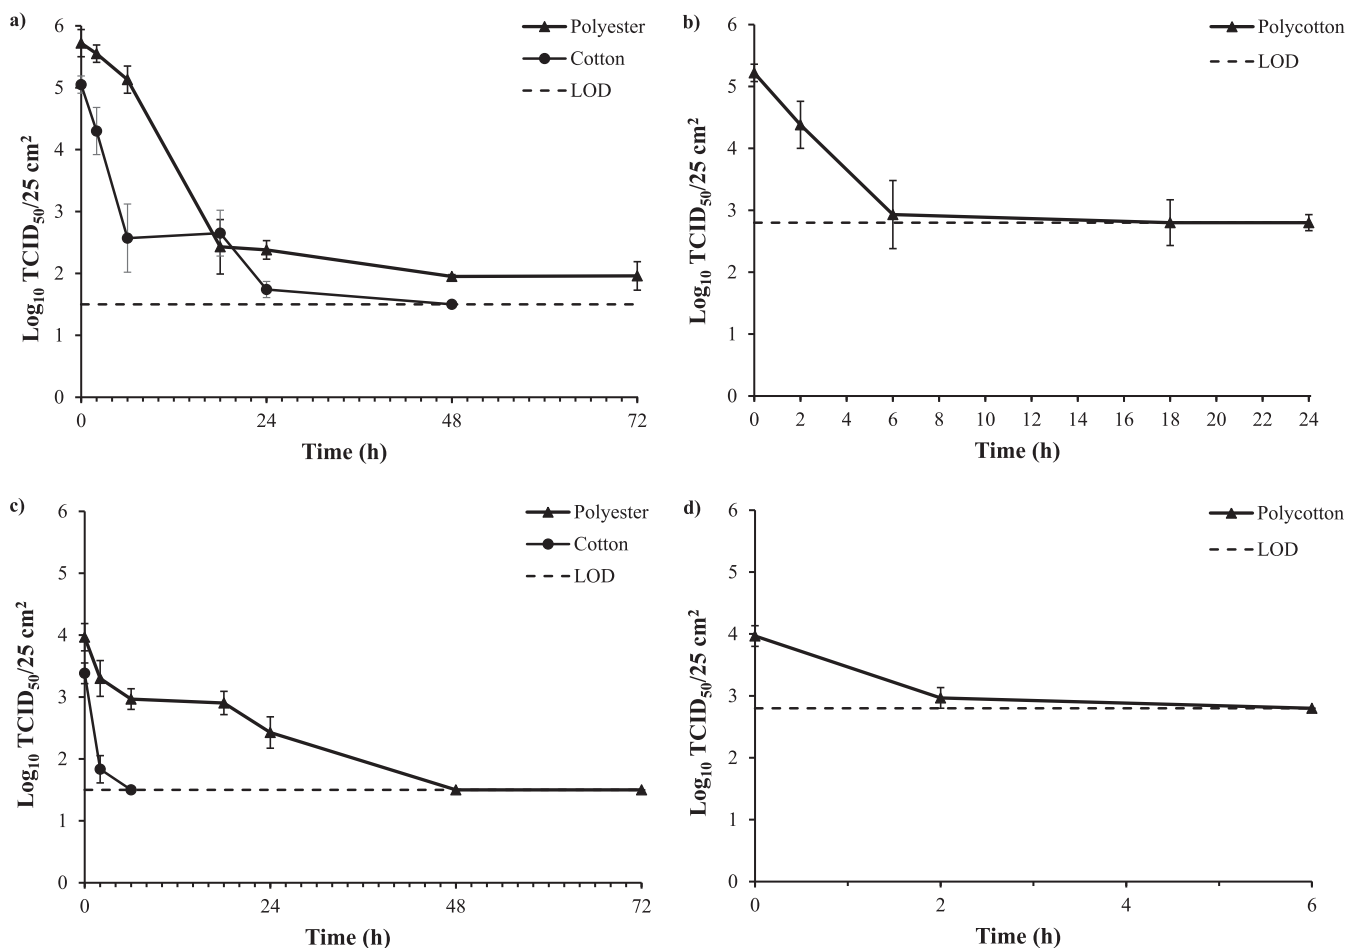 a)
Polyester
Cotton
LOD
6
5
4
3
2
1
0
Log10 TCID50/25 cm2
0 24 48 72
Time (h)
b)
Polycotton
LOD
6
5
4
3
2
1
0
Log10 TCID50/25 cm2
0 2 4 6 8 10 12 14 16 18 20 22 24
Time (h)
c)
Polyester
Cotton
LOD
6
5
4
3
2
1
0
Log10 TCID50/25 cm2
0 24 48 72
Time (h)
d)
Polycotton
LOD
6
5
4
3
2
1
0
Log10 TCID50/25 cm2
0 2 4 6
Time (h)